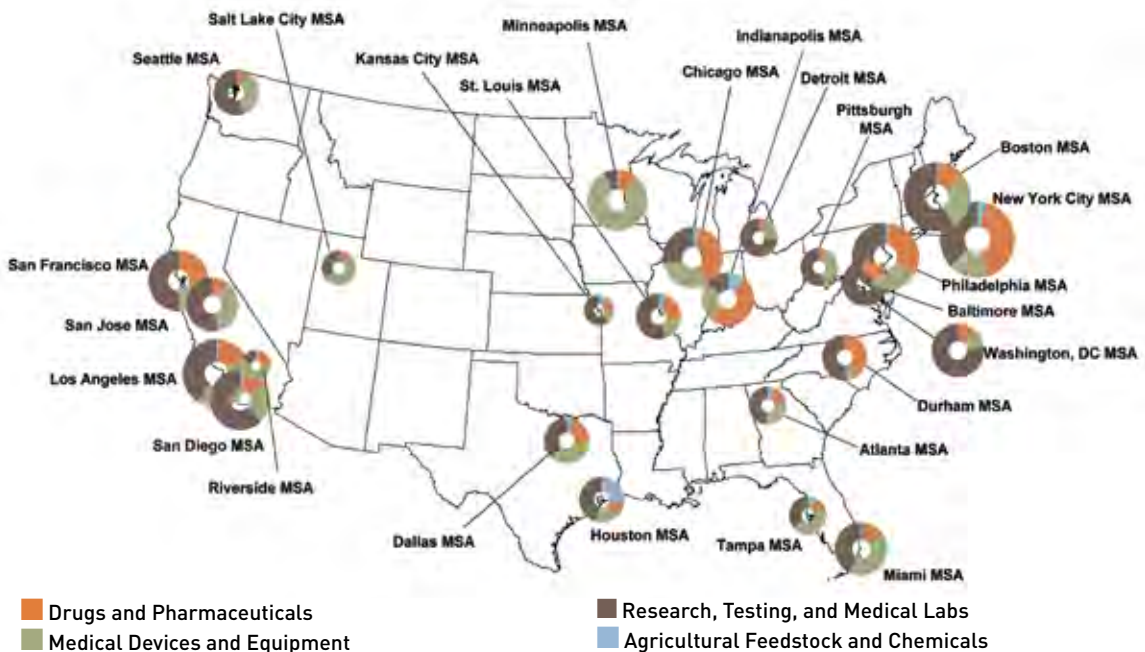 Salt Lake City MSA
Minneapolis MSA
Indianapolis MSA
Seattle MSA
Kansas City MSA
Chicago MSA
Detroit MSA
St. Louis MSA
Pittsburgh
MSA
Boston MSA
New York City MSA
San Francisco MSA
Philadelphia MSA
Baltimore MSA
San Jose MSA
Washington, DC MSA
Los Angeles MSA
Durham MSA
San Diego MSA
Atlanta MSA
Riverside MSA
Dallas MSA
Houston MSA
Tampa MSA
Miami MSA
Drugs and Pharmaceuticals
Medical Devices and Equipment
Research, Testing, and Medical Labs
Agricultural Feedstock and Chemicals